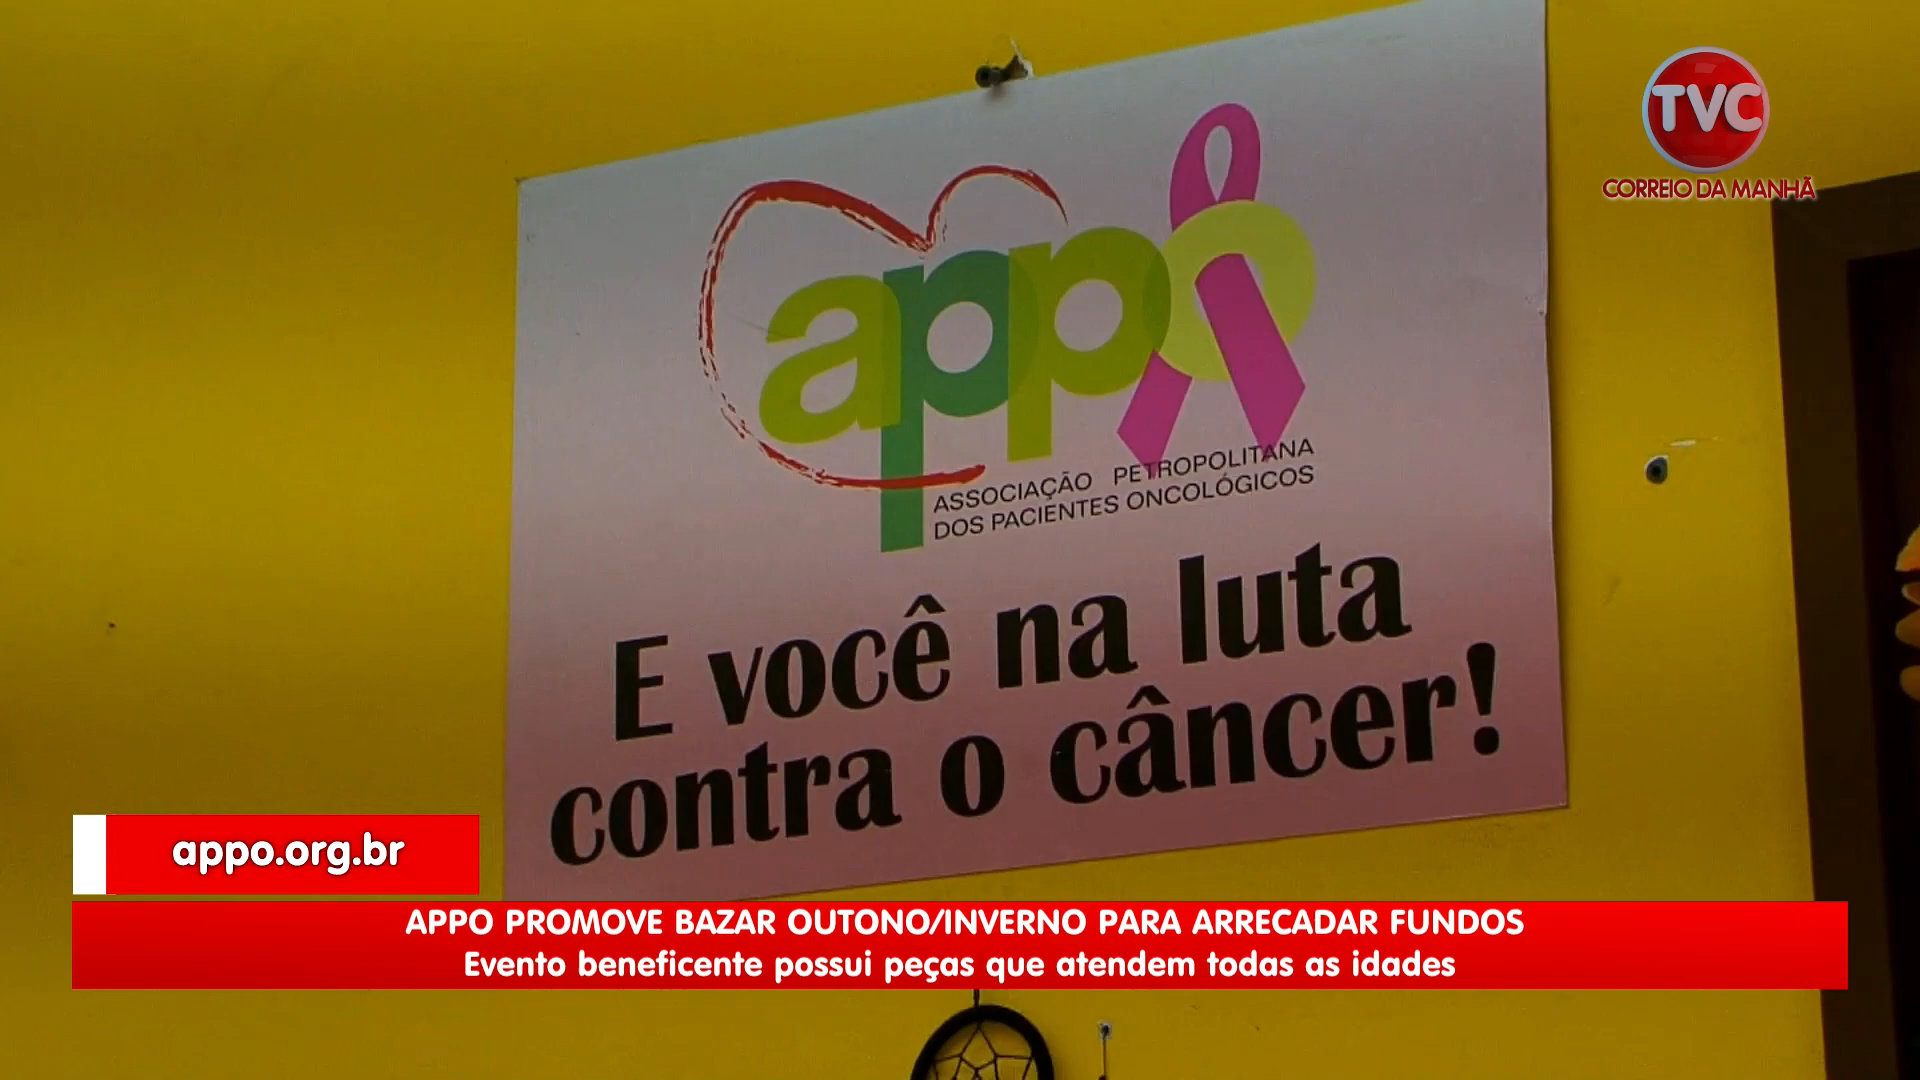 TVC
CORREIO DA MANHÃ
appo
ASSOCIAÇÃO PETROPOLITANA
DOS PACIENTES ONCOLÓGICOS
E você na luta
contra o câncer!
appo.org.br
APPO PROMOVE BAZAR OUTONO/INVERNO PARA ARRECADAR FUNDOS
Evento beneficente possui peças que atendem todas as idades